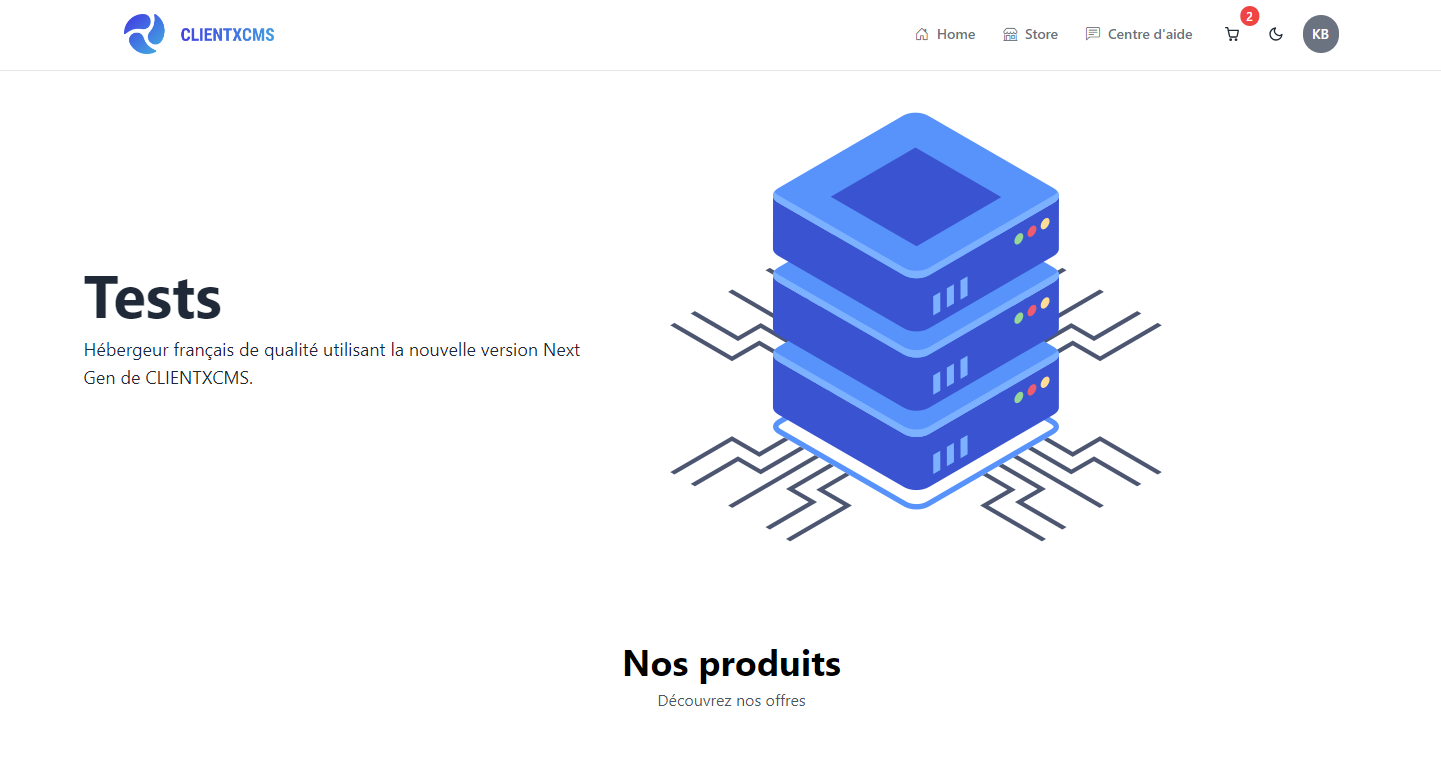 CLIENTXCMS
Home
Store
Centre d'aide
2
KB
Tests
Hébergeur français de qualité utilisant la nouvelle version Next
Gen de CLIENTXCMS.
Nos produits
Découvrez nos offres